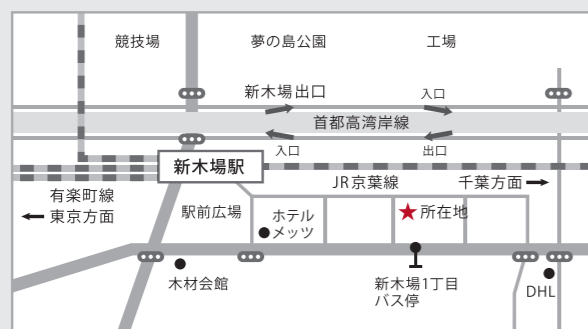 競技場
夢の島公園
工場
新木場出口
入口
首都高湾岸線
入口
出口
新木場駅
JR京葉線
千葉方面
有楽町線
東京方面
駅前広場
ホテル
メッツ
所在地
木材会館
新木場1丁目
バス停
DHL